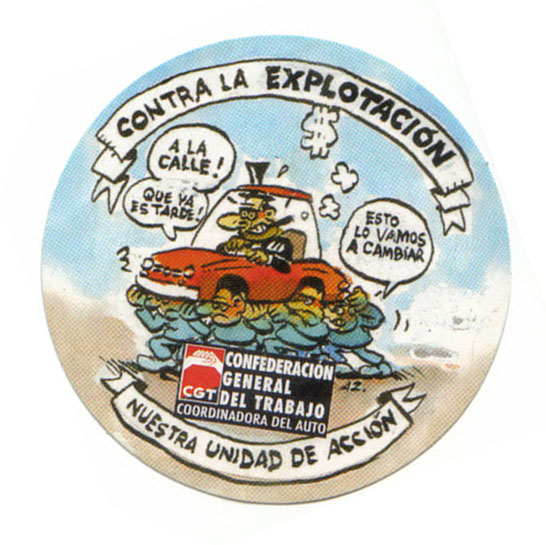 CONTRA LA EXPLOTACIÓN
A LA
CALLE!
QUE YA
ES TARDE!
$
ESTO
LO VAMOS
A CAMBIAR
CGT
CONFEDERACIÓN
GENERAL
DEL TRABAJO
COORDINADORA DEL AUTO
AZ.
NUESTRA UNIDAD DE ACCIÓN